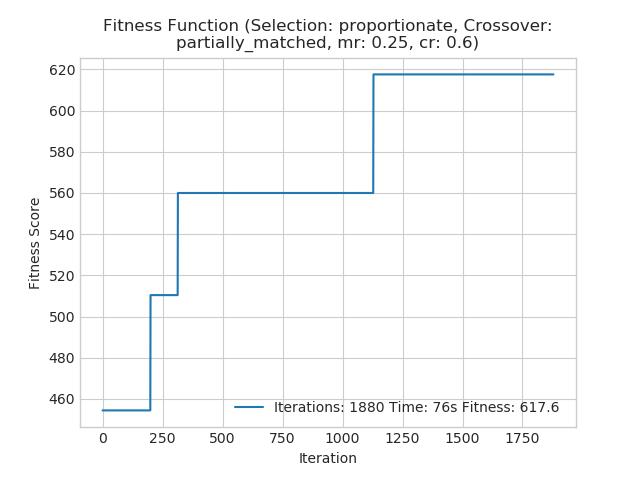 Fitness Function (Selection: proportionate, Crossover:
partially_matched, mr: 0.25, cr: 0.6)
620
600
580
560
540
520
500
480
460
Fitness Score
Iterations: 1880 Time: 76s Fitness: 617.6
0 250 500 750 1000 1250 1500 1750
Iteration